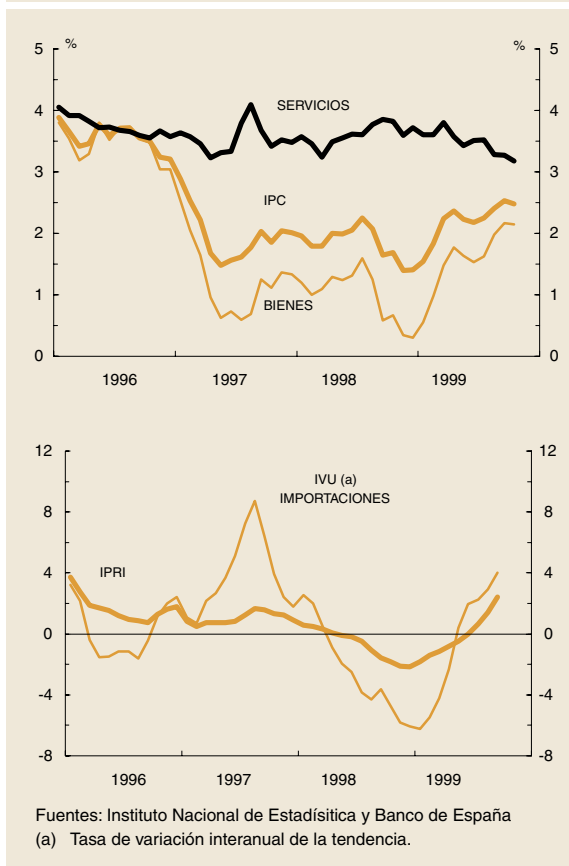 % %
5 5
4 4
3 3
2 2
1 1
0 0
SERVICIOS
IPC
BIENES
1996 1997 1998 1999
12 12
8 8
4 4
0 0
-4 -4
-8 -8
IVU (a)
IMPORTACIONES
IPRI
1996 1997 1998 1999
Fuentes: Instituto Nacional de Estadísitica y Banco de España
(a) Tasa de variación interanual de la tendencia.